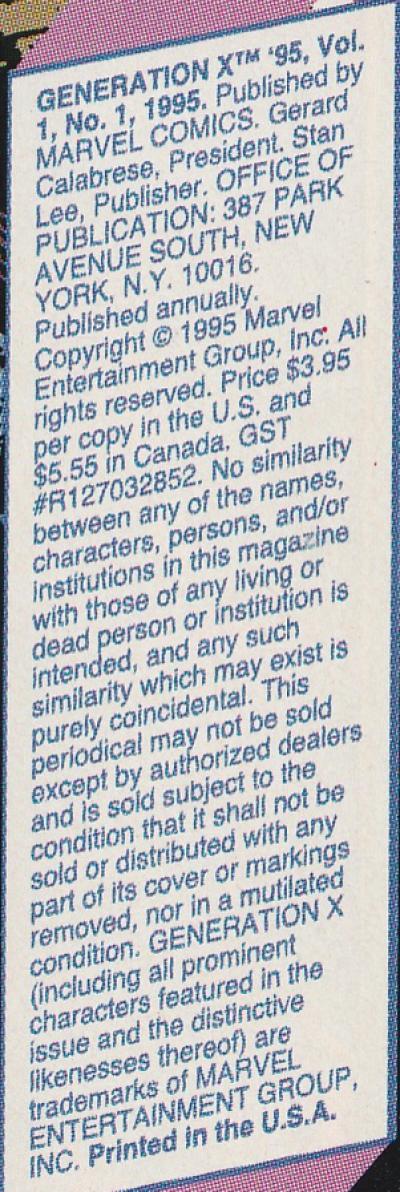 GENERATION X™ '95, Vol.
1, No. 1, 1995. Published by
MARVEL COMICS. Gerard
Calabrese, President. Stan
Lee, Publisher. OFFICE OF
PUBLICATION: 387 PARK
AVENUE SOUTH, NEW
YORK, N.Y. 10016.
Published annually.
Copyright © 1995 Marvel
Entertainment Group, Inc. All
rights reserved. Price $3.95
per copy in the U.S. and
$5.55 in Canada. GST
#R127032852. No similarity
between any of the names,
characters, persons, and/or
institutions in this magazine
with those of any living or
dead person or institution is
intended, and any such
similarity which may exist is
purely coincidental. This
periodical may not be sold
except by authorized dealers
and is sold subject to the
condition that it shall not be
sold or distributed with any
part of its cover or markings
removed, nor in a mutilated
condition. GENERATION X
(including all prominent
characters featured in the
issue and the distinctive
likenesses thereof) are
trademarks of MARVEL
ENTERTAINMENT GROUP,
INC. Printed in the U.S.A.